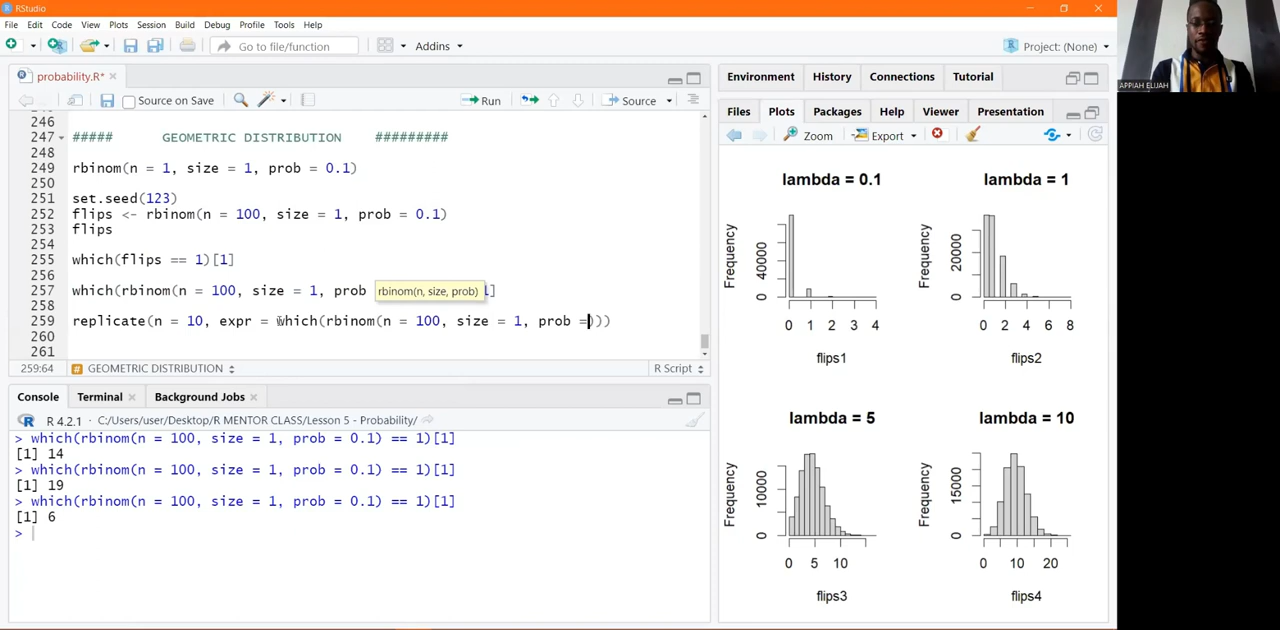 RStudio
File Edit Code View Plots Session Build Debug Profile Tools Help
Go to file/function Addins Project: (None)
probability.R*
Source on Save Run Source
246
247 ##### GEOMETRIC DISTRIBUTION #########
248
249 rbinom(n = 1, size = 1, prob = 0.1)
250
251 set.seed(123)
252 flips <- rbinom(n = 100, size = 1, prob = 0.1)
253 flips
254
255 which(flips == 1)[1]
256
257 which(rbinom(n = 100, size = 1, prob rbinom(n, size, prob) 1]
258
259 replicate(n = 10, expr = which(rbinom(n = 100, size = 1, prob =)))
260
261
259:64 # GEOMETRIC DISTRIBUTION R Script
Console Terminal Background Jobs
R 4.2.1 · C:/Users/user/Desktop/R MENTOR CLASS/Lesson 5 - Probability/
> which(rbinom(n = 100, size = 1, prob = 0.1) == 1)[1]
[1] 14
> which(rbinom(n = 100, size = 1, prob = 0.1) == 1)[1]
[1] 19
> which(rbinom(n = 100, size = 1, prob = 0.1) == 1)[1]
[1] 6
>
Environment History Connections Tutorial
Files Plots Packages Help Viewer Presentation
Zoom Export
lambda = 0.1
Frequency
0 40000
0 1 2 3 4
flips1
lambda = 1
Frequency
0 20000
0 2 4 6 8
flips2
lambda = 5
Frequency
0 10000
0 5 10
flips3
lambda = 10
Frequency
0 15000
0 10 20
flips4
APPIAH ELIJAH